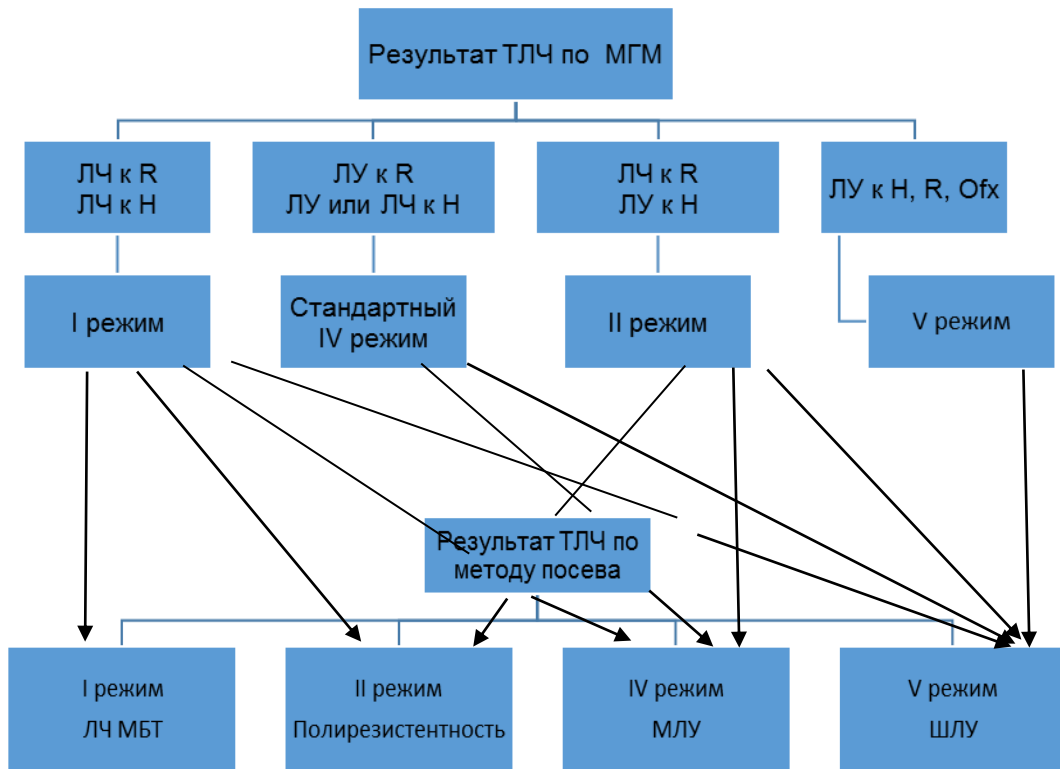 Результат ТЛЧ по МГМ
ЛЧ к R
ЛЧ к H
ЛУ к R
ЛУ или ЛЧ к H
ЛЧ к R
ЛУ к H
ЛУ к H, R, Ofx
I режим
Стандартный
IV режим
II режим
V режим
Результат ТЛЧ по
методу посева
I режим
ЛЧ МБТ
II режим
Полирезистентность
IV режим
МЛУ
V режим
ШЛУ